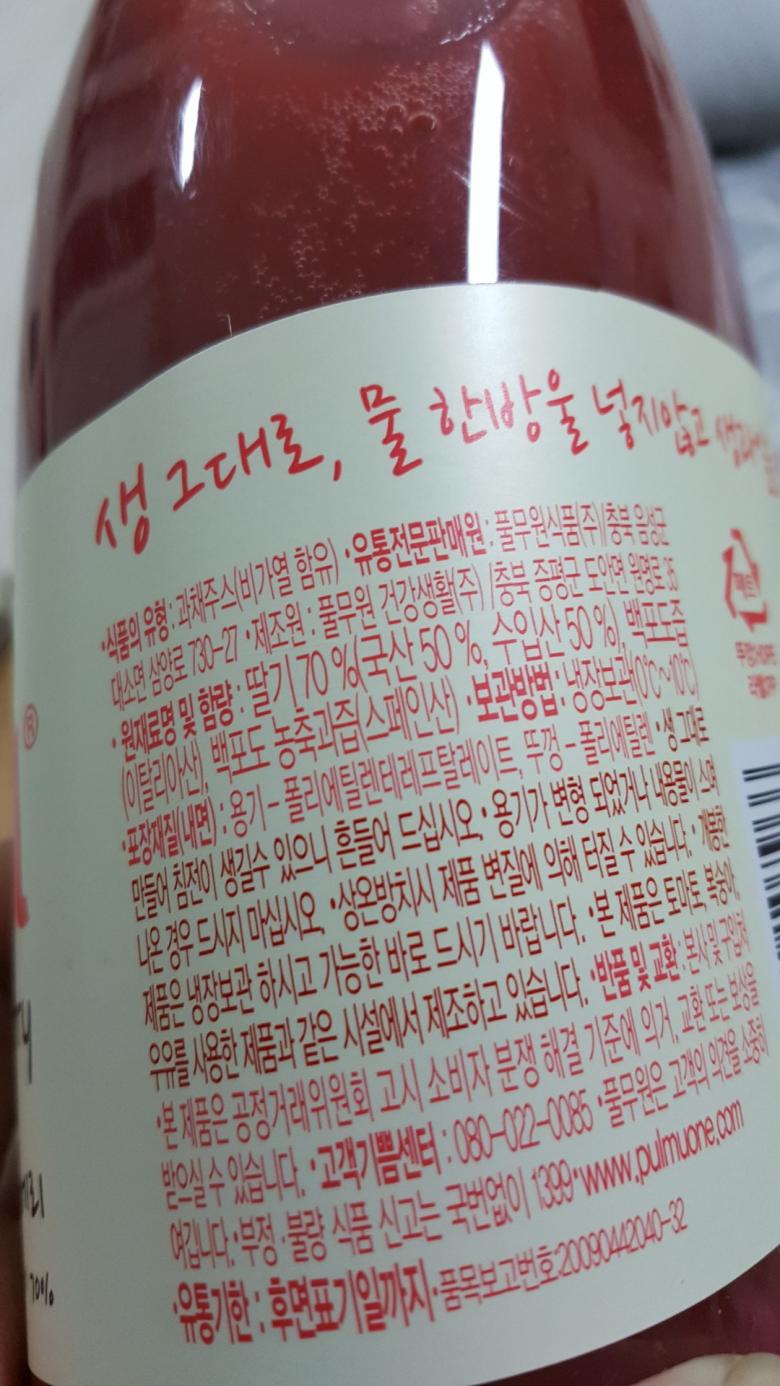 생 그대로, 물 한방울 넣지않고
•식품의 유형 : 과채주스(비가열 함유) •유통전문판매원 : 풀무원식품(주)/충북 음성군
대소면 삼양로 730-27 •제조원 : 풀무원 건강생활(주)/충북 증평군 도안면 원명로 35
•원재료명 및 함량 : 딸기 70 %(국산 50 %, 수입산 50 %), 백포도즙
(이탈리아산), 백포도 농축과즙(스페인산) •보관방법 : 냉장보관(0℃~10℃)
•포장재질(내면) : 용기 – 폴리에틸렌테레프탈레이트, 뚜껑 – 폴리에틸렌 •생 그대로
만들어 침전이 생길수 있으니 흔들어 드십시오 •용기가 변형 되었거나 내용물이 스며
나온 경우 드시지 마십시오 •상온방치시 제품 변질에 의해 터질 수 있습니다. •개봉한
제품은 냉장보관 하시고 가능한 바로 드시기 바랍니다. •본 제품은 토마토, 복숭아,
우유를 사용한 제품과 같은 시설에서 제조하고 있습니다. •반품 및 교환 : 본사 및 구입처
•본 제품은 공정거래위원회 고시 소비자 분쟁 해결 기준에 의거, 교환 또는 보상을
받으실 수 있습니다. •고객기쁨센터 : 080-022-0085 •풀무원은 고객의 의견을 소중히
여깁니다.•부정 •불량 식품 신고는 국번없이 1399•www.pulmuone.com
•유통기한 : 후면표기일까지•품목보고번호20090442040-32
®
페트
70%